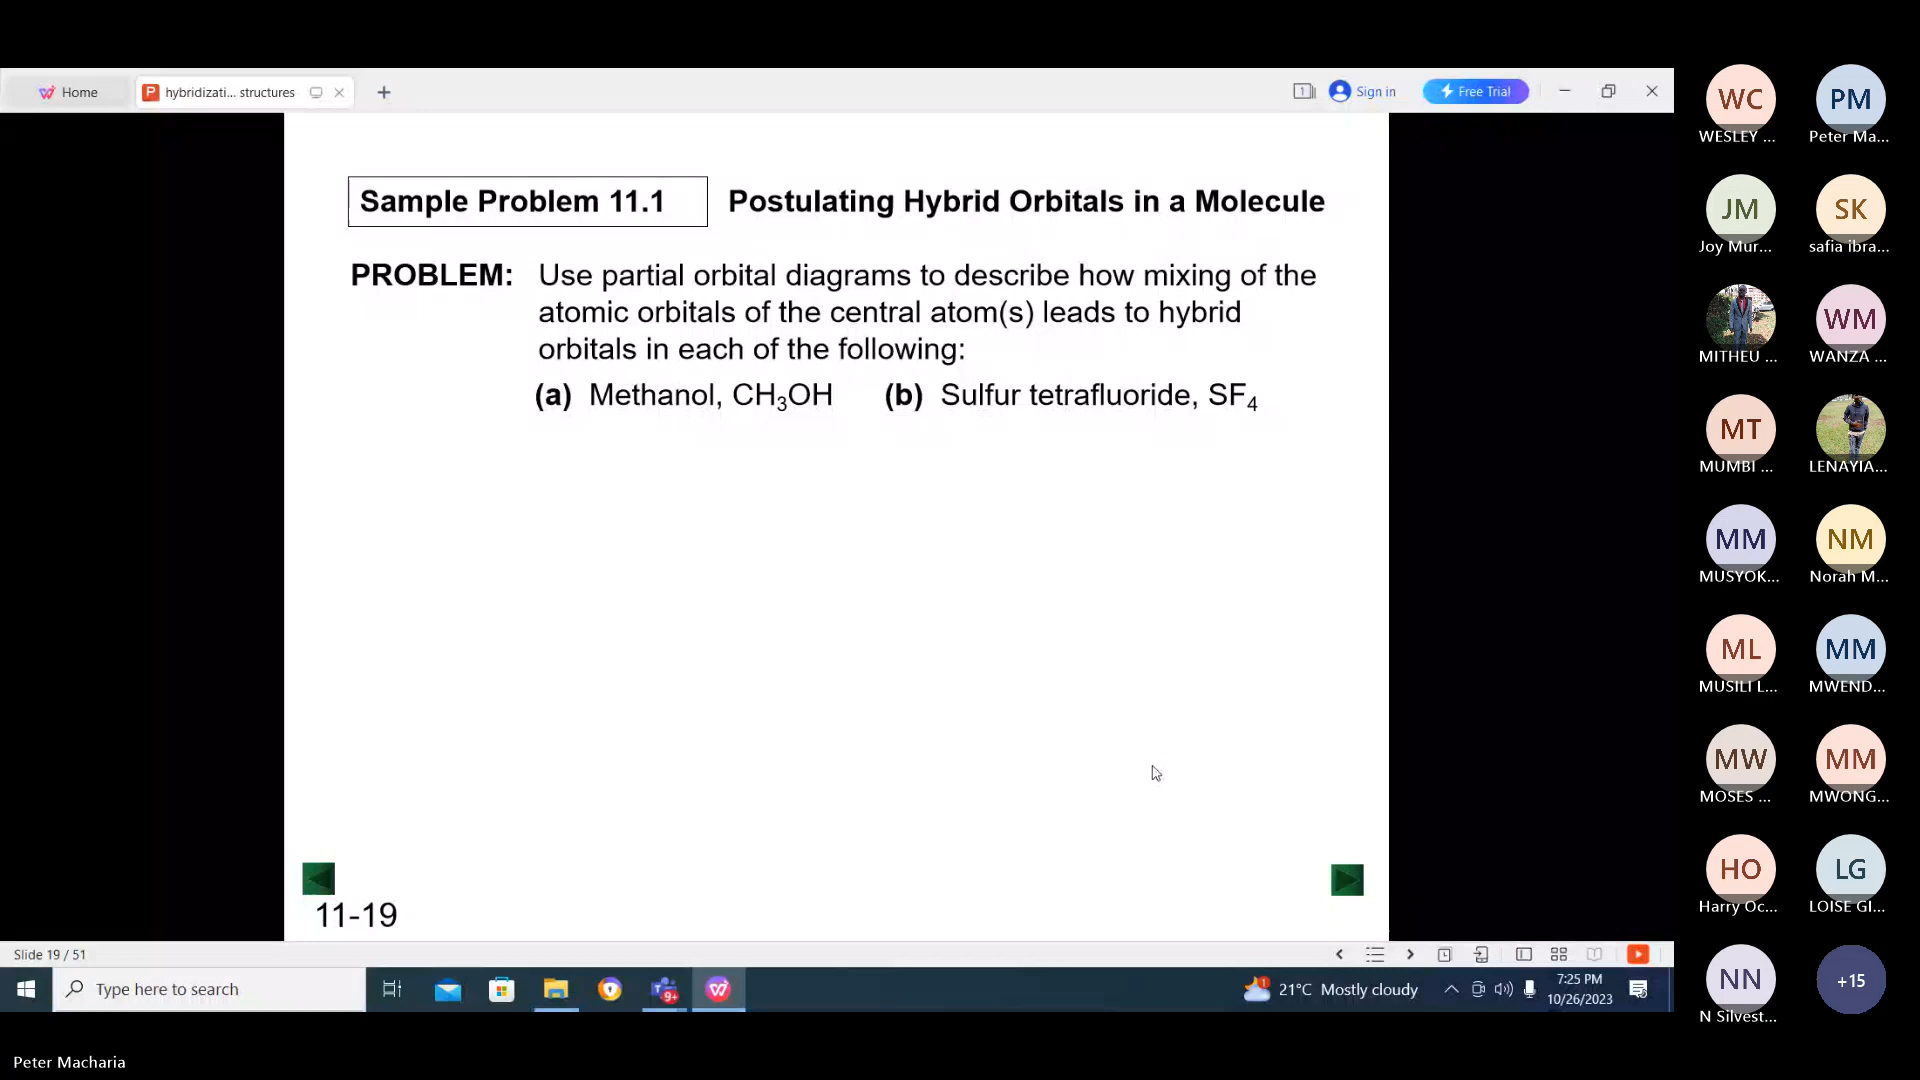 Home
hybridizati... structures
Sign in
Free Trial
Sample Problem 11.1
Postulating Hybrid Orbitals in a Molecule
PROBLEM: Use partial orbital diagrams to describe how mixing of the
atomic orbitals of the central atom(s) leads to hybrid
orbitals in each of the following:
(a) Methanol, CH₃OH (b) Sulfur tetrafluoride, SF₄
11-19
Slide 19 / 51
Type here to search
9+
1
21°C Mostly cloudy
7:25 PM
10/26/2023
Peter Macharia
WC PM
WESLEY ... Peter Ma...
JM SK
Joy Mur... safia ibra...
WM
MITHEU ... WANZA ...
MT
MUMBI ... LENAYIA...
MM NM
MUSYOK... Norah M...
ML MM
MUSILI L... MWEND...
MW MM
MOSES ... MWONG...
HO LG
Harry Oc... LOISE GI...
NN +15
N Silvest...